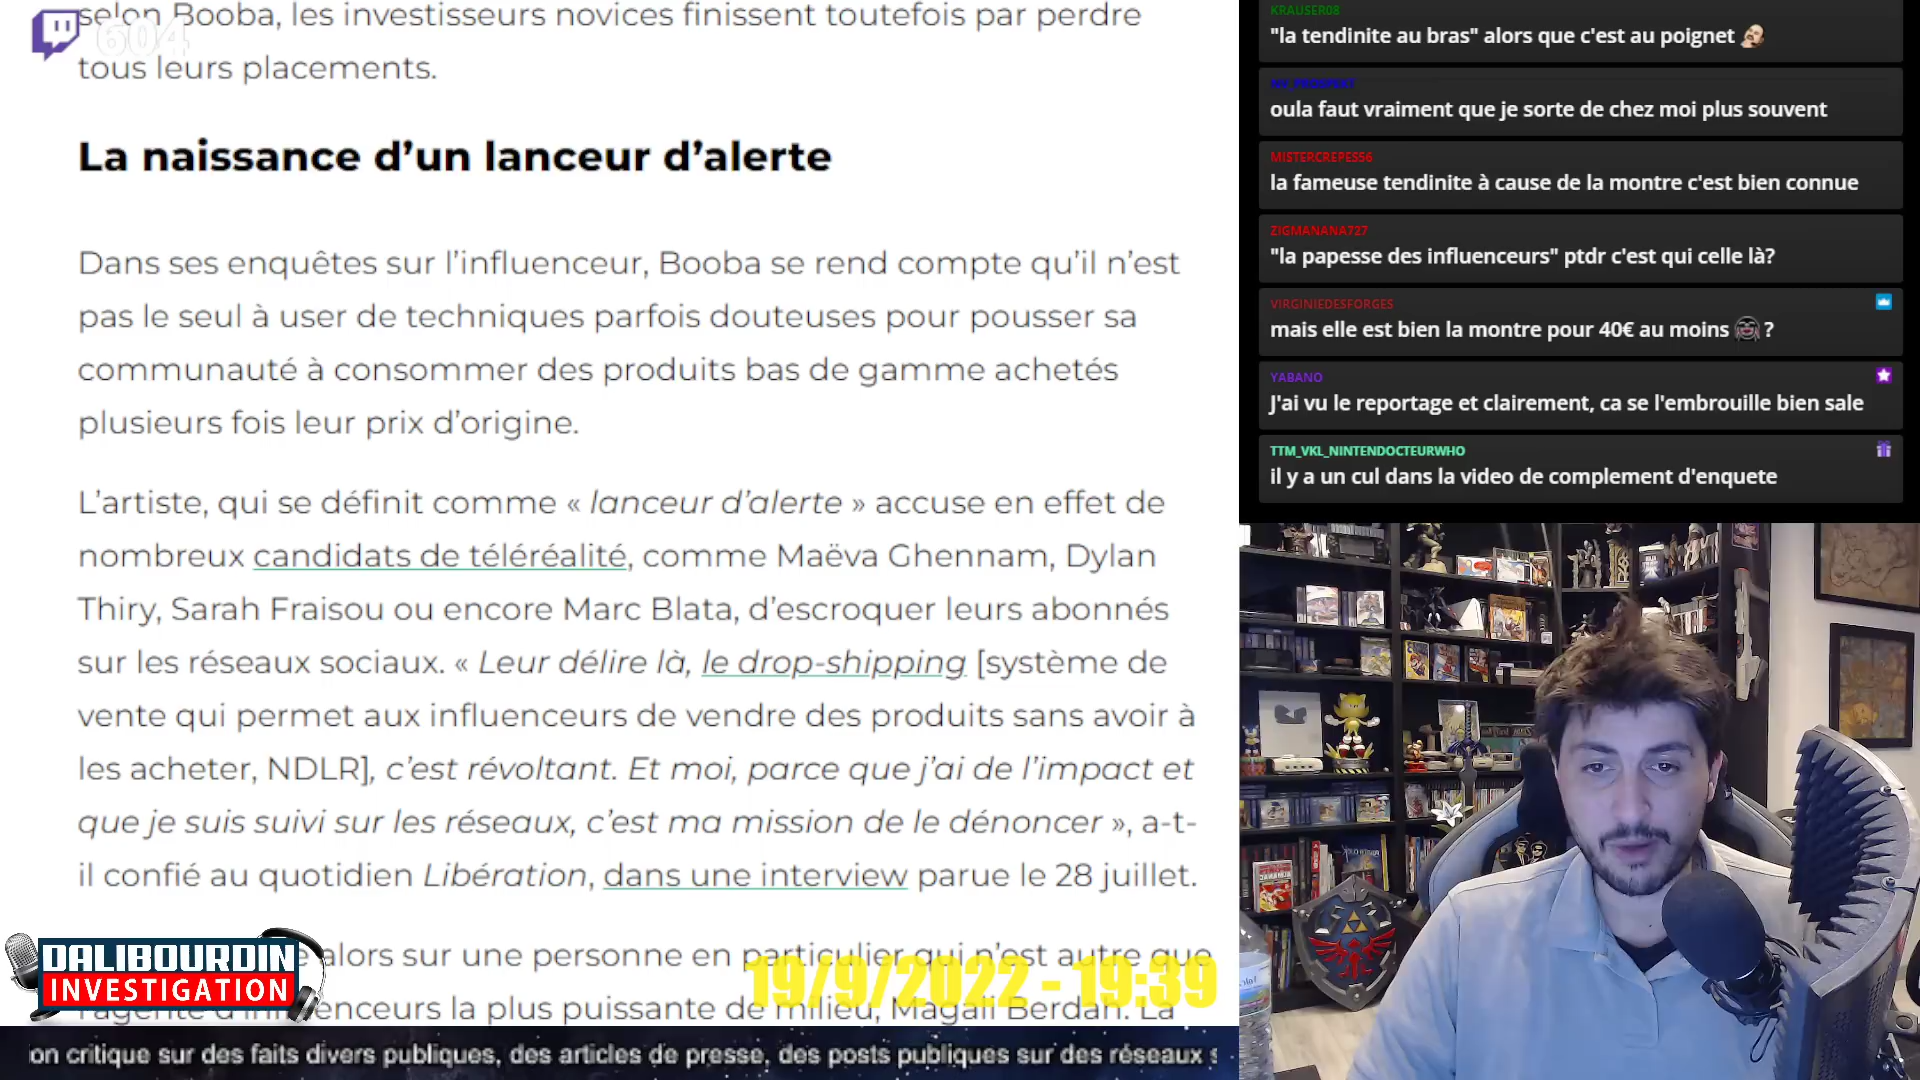 selon Booba, les investisseurs novices finissent toutefois par perdre
604
tous leurs placements.
La naissance d’un lanceur d’alerte
Dans ses enquêtes sur l’influenceur, Booba se rend compte qu’il n’est
pas le seul à user de techniques parfois douteuses pour pousser sa
communauté à consommer des produits bas de gamme achetés
plusieurs fois leur prix d’origine.
L’artiste, qui se définit comme « lanceur d’alerte » accuse en effet de
nombreux candidats de téléréalité, comme Maëva Ghennam, Dylan
Thiry, Sarah Fraisou ou encore Marc Blata, d’escroquer leurs abonnés
sur les réseaux sociaux. « Leur délire là, le drop-shipping [système de
vente qui permet aux influenceurs de vendre des produits sans avoir à
les acheter, NDLR], c’est révoltant. Et moi, parce que j’ai de l’impact et
que je suis suivi sur les réseaux, c’est ma mission de le dénoncer », a-t-
il confié au quotidien Libération, dans une interview parue le 28 juillet.
alors sur une personne en particulier qui n’est autre que
l’agente d’influenceurs la plus puissante de milieu, Magali Berdah. La
19/9/2022 - 19:39
DALIBOURDIN
INVESTIGATION
on critique sur des faits divers publiques, des articles de presse, des posts publiques sur des réseaux s
KRAUSER08
"la tendinite au bras" alors que c'est au poignet
oula faut vraiment que je sorte de chez moi plus souvent
MISTERCREPES56
la fameuse tendinite à cause de la montre c'est bien connue
ZIGMANANA727
"la papesse des influenceurs" ptdr c'est qui celle là?
VIRGINIEDESFORGES
mais elle est bien la montre pour 40€ au moins ?
YABANO
J'ai vu le reportage et clairement, ca se l'embrouille bien sale
TTM_VKL_NINTENDOCTEURWHO
il y a un cul dans la video de complement d'enquete